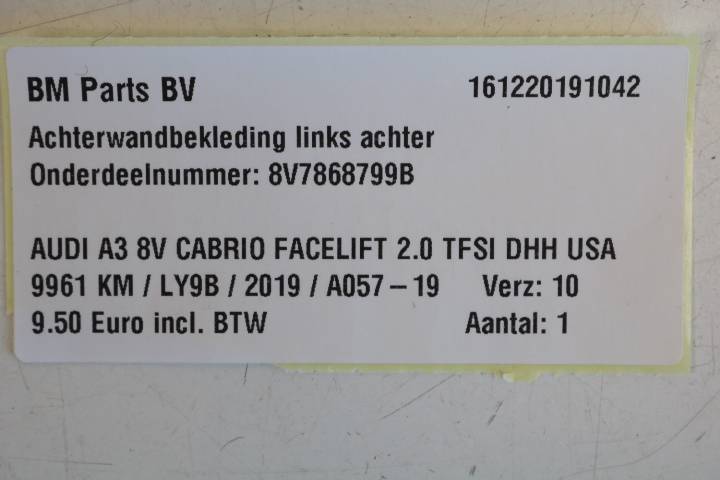 BM Parts BV 161220191042
Achterwandbekleding links achter
Onderdeelnummer: 8V7868799B
AUDI A3 8V CABRIO FACELIFT 2.0 TFSI DHH USA
9961 KM / LY9B / 2019 / A057 – 19 Verz: 10
9.50 Euro incl. BTW Aantal: 1